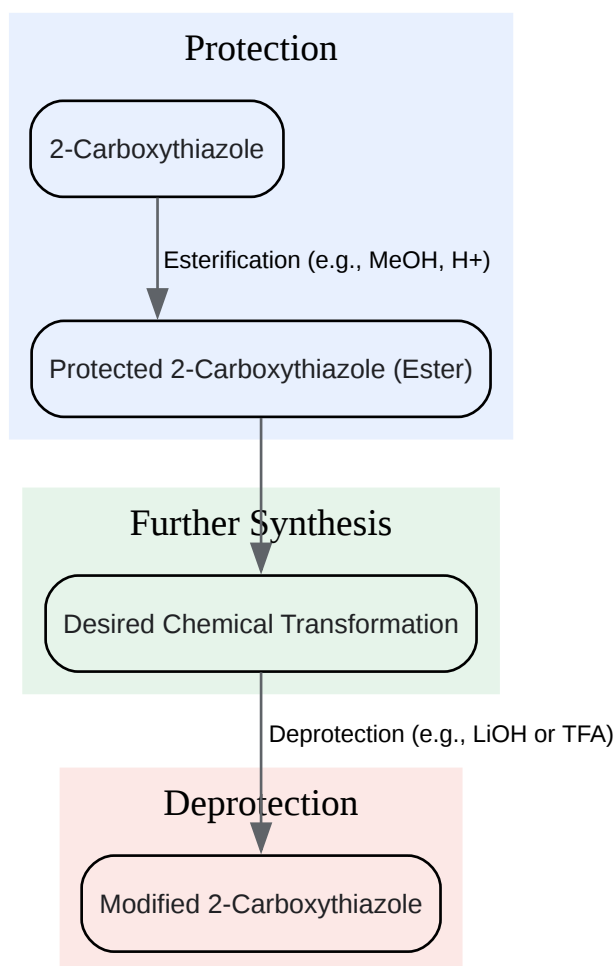 Protection
2-Carboxythiazole
Esterification (e.g., MeOH, H+)
Protected 2-Carboxythiazole (Ester)
Further Synthesis
Desired Chemical Transformation
Deprotection (e.g., LiOH or TFA)
Deprotection
Modified 2-Carboxythiazole